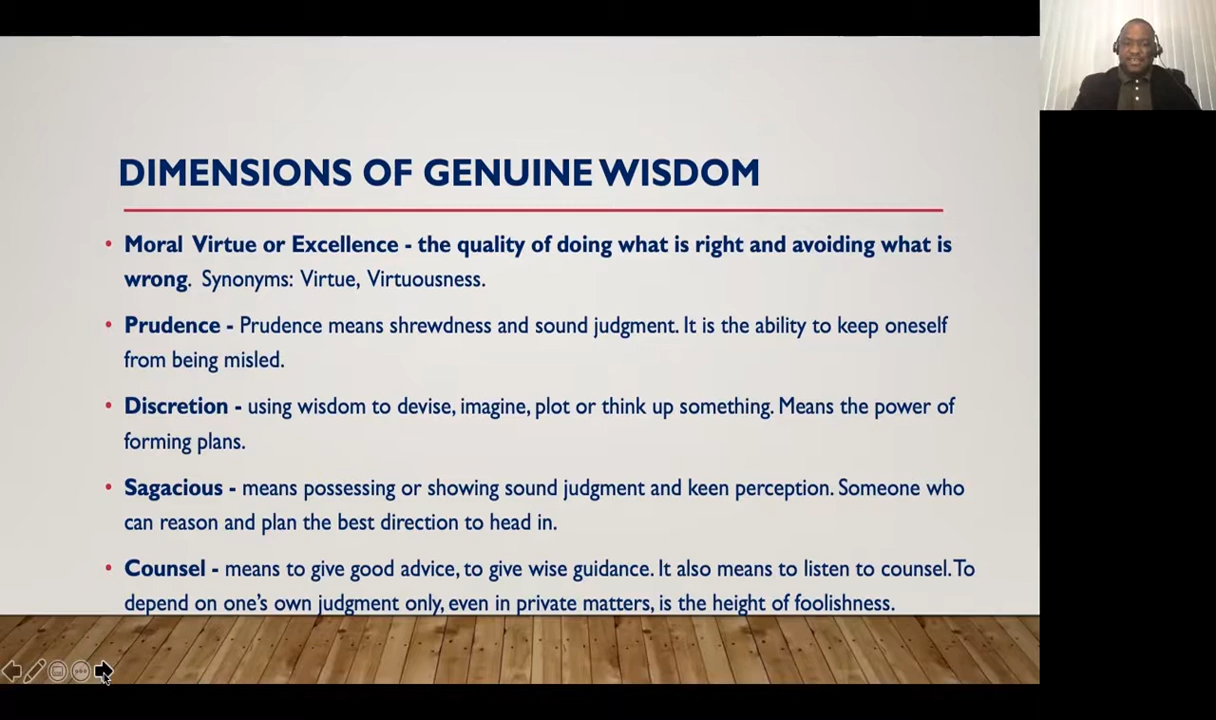 DIMENSIONS OF GENUINE WISDOM
• Moral Virtue or Excellence - the quality of doing what is right and avoiding what is
wrong. Synonyms: Virtue, Virtuousness.
• Prudence - Prudence means shrewdness and sound judgment. It is the ability to keep oneself
from being misled.
• Discretion - using wisdom to devise, imagine, plot or think up something. Means the power of
forming plans.
• Sagacious - means possessing or showing sound judgment and keen perception. Someone who
can reason and plan the best direction to head in.
• Counsel - means to give good advice, to give wise guidance. It also means to listen to counsel. To
depend on one's own judgment only, even in private matters, is the height of foolishness.